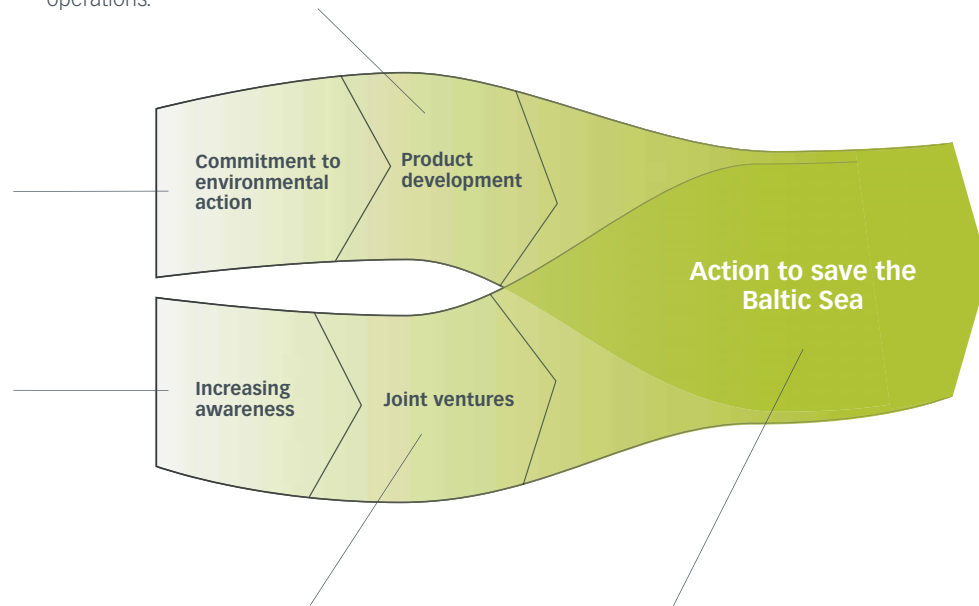 operations.
Commitment to
environmental
action
Product
development
Action to save the
Baltic Sea
Increasing
awareness
Joint ventures